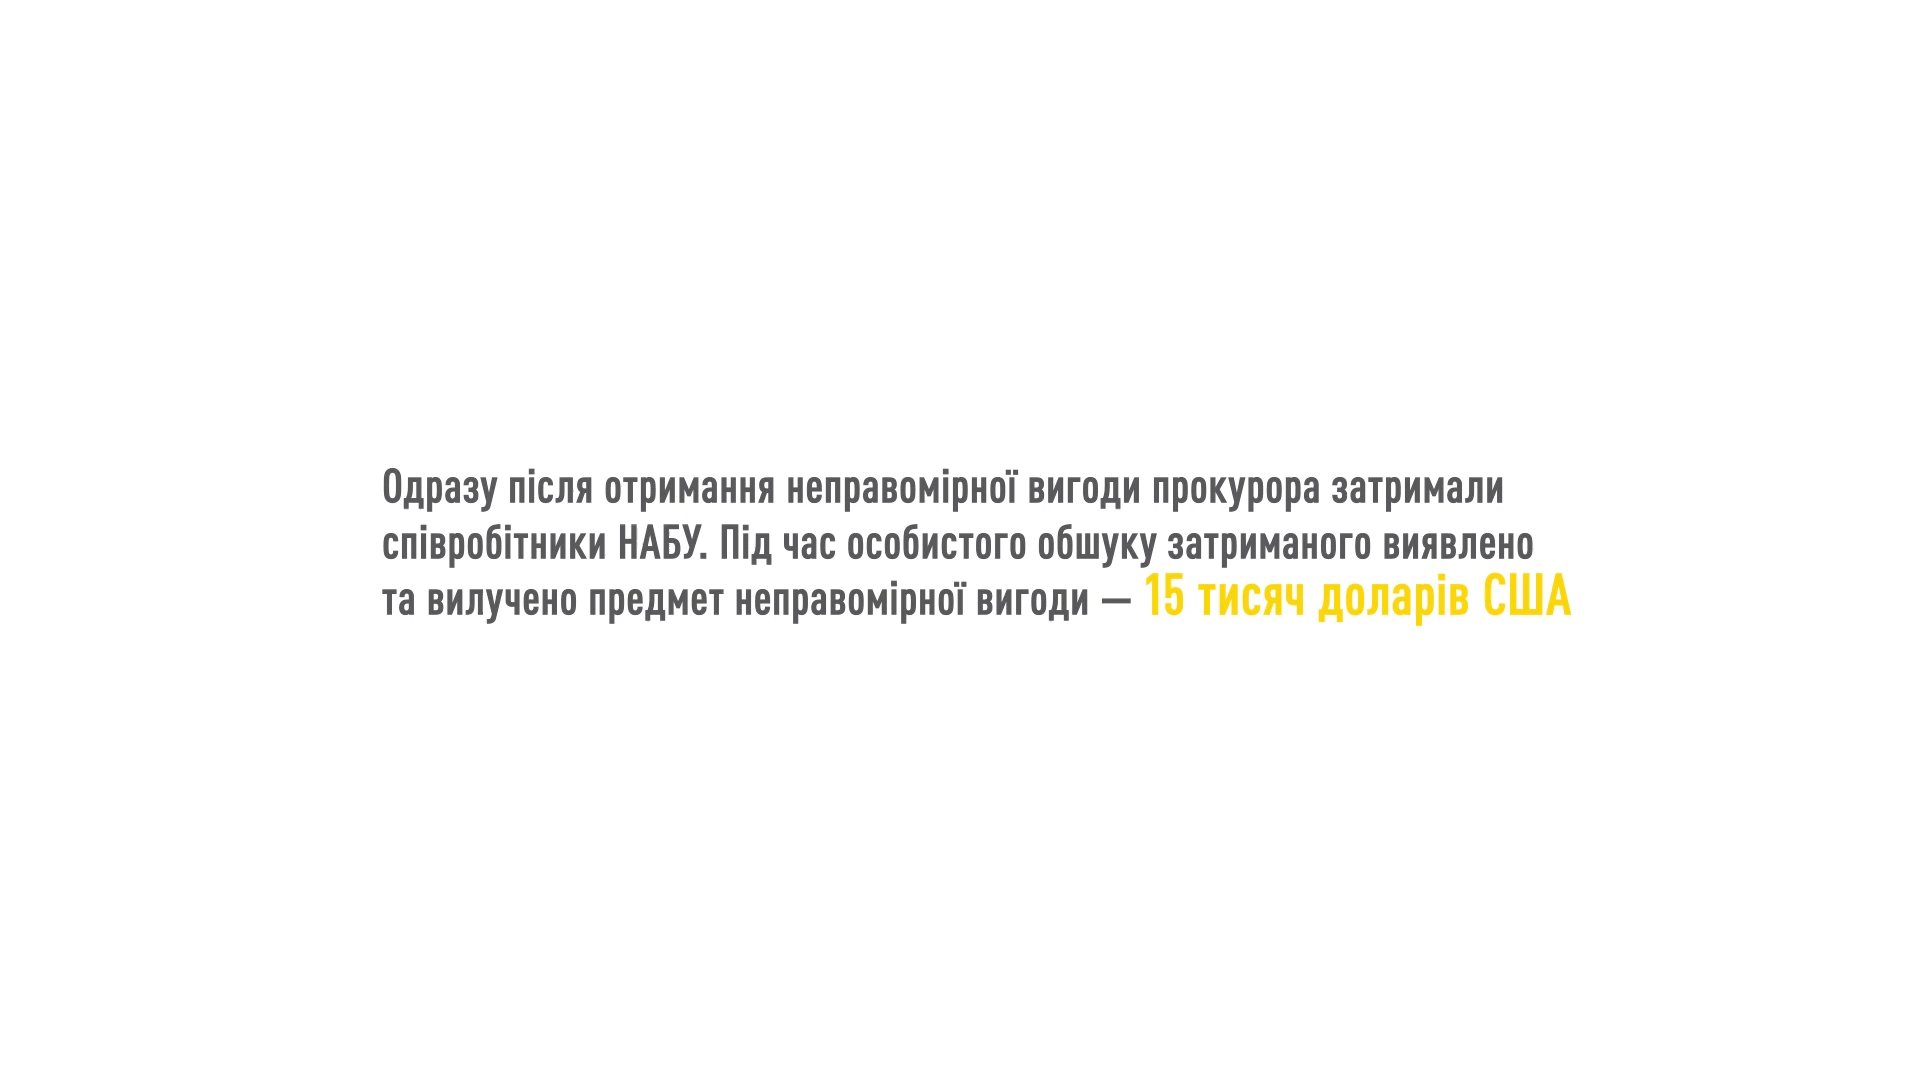 Одразу після отримання неправомірної вигоди прокурора затримали
співробітники НАБУ. Під час особистого обшуку затриманого виявлено
та вилучено предмет неправомірної вигоди — 15 тисяч доларів США